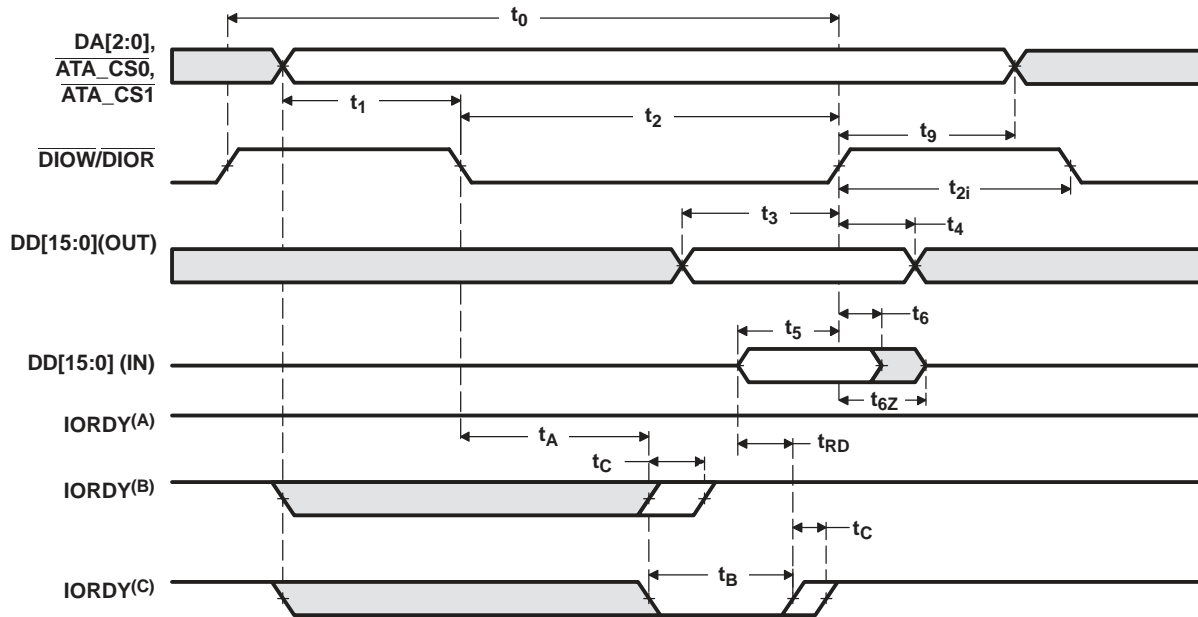 t0
DA[2:0],
ATA_CS0,
ATA_CS1
t1
t2
t9
DIOW/DIOR
t2i
t3
t4
DD[15:0](OUT)
t6
t5
DD[15:0] (IN)
t6Z
IORDY(A)
tA
tRD
tC
IORDY(B)
tC
tB
IORDY(C)